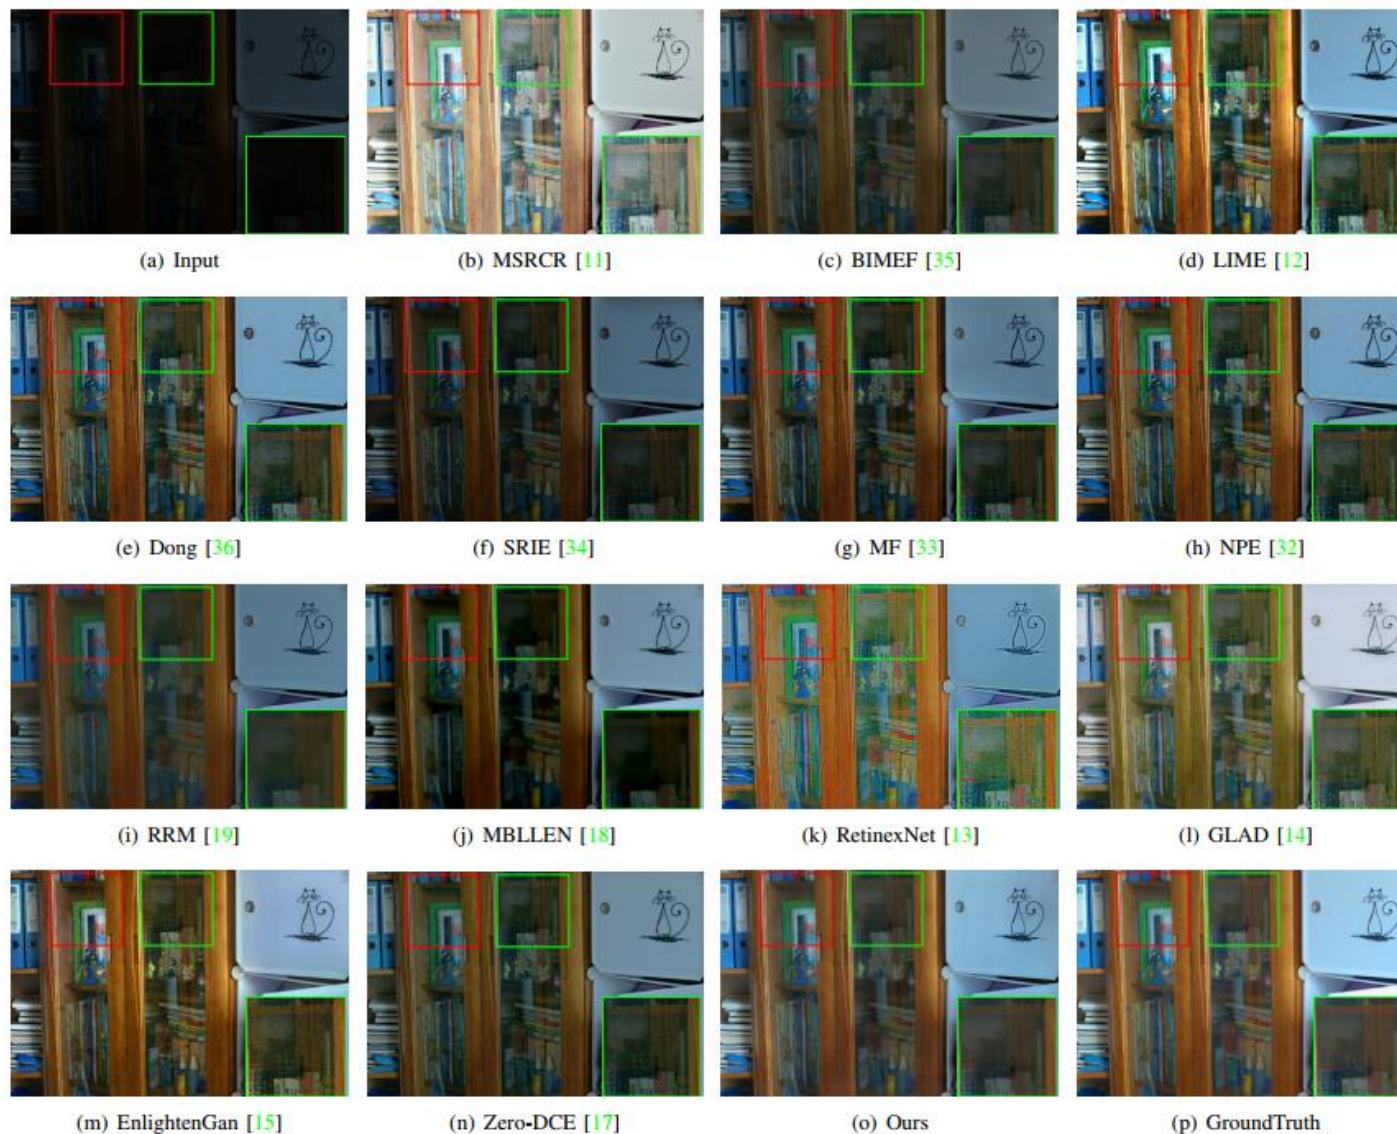 (a) Input
(b) MSRCR [11]
(c) BIMEF [35]
(d) LIME [12]
(e) Dong [36]
(f) SRIE [34]
(g) MF [33]
(h) NPE [32]
(i) RRM [19]
(j) MBLLEN [18]
(k) RetinexNet [13]
(l) GLAD [14]
(m) EnlightenGan [15]
(n) Zero-DCE [17]
(o) Ours
(p) GroundTruth